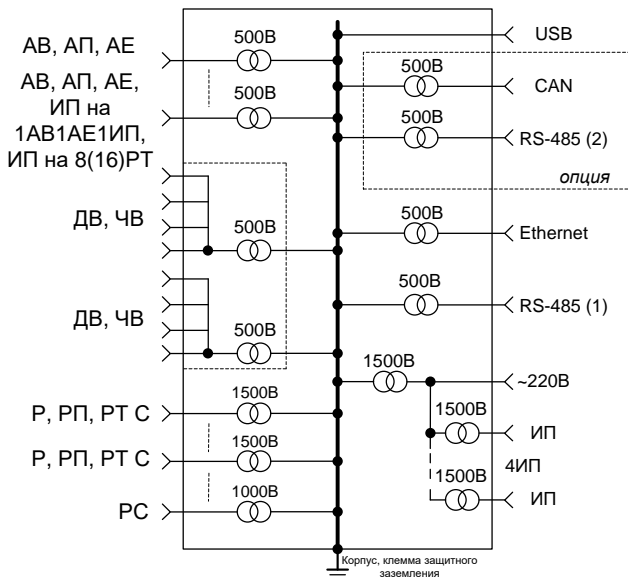 АВ, АП, АЕ
500В
АВ, АП, АЕ,
ИП на
1АВ1АЕ1ИП,
ИП на 8(16)РТ
500В
ДВ, ЧВ
500В
ДВ, ЧВ
500В
Р, РП, РТ С
1500В
Р, РП, РТ С
1500В
РС
1000В
USB
500В
CAN
500В
RS-485 (2)
опция
500В
Ethernet
500В
RS-485 (1)
1500В
~220В
1500В
ИП
4ИП
1500В
ИП
Корпус, клемма защитного
заземления